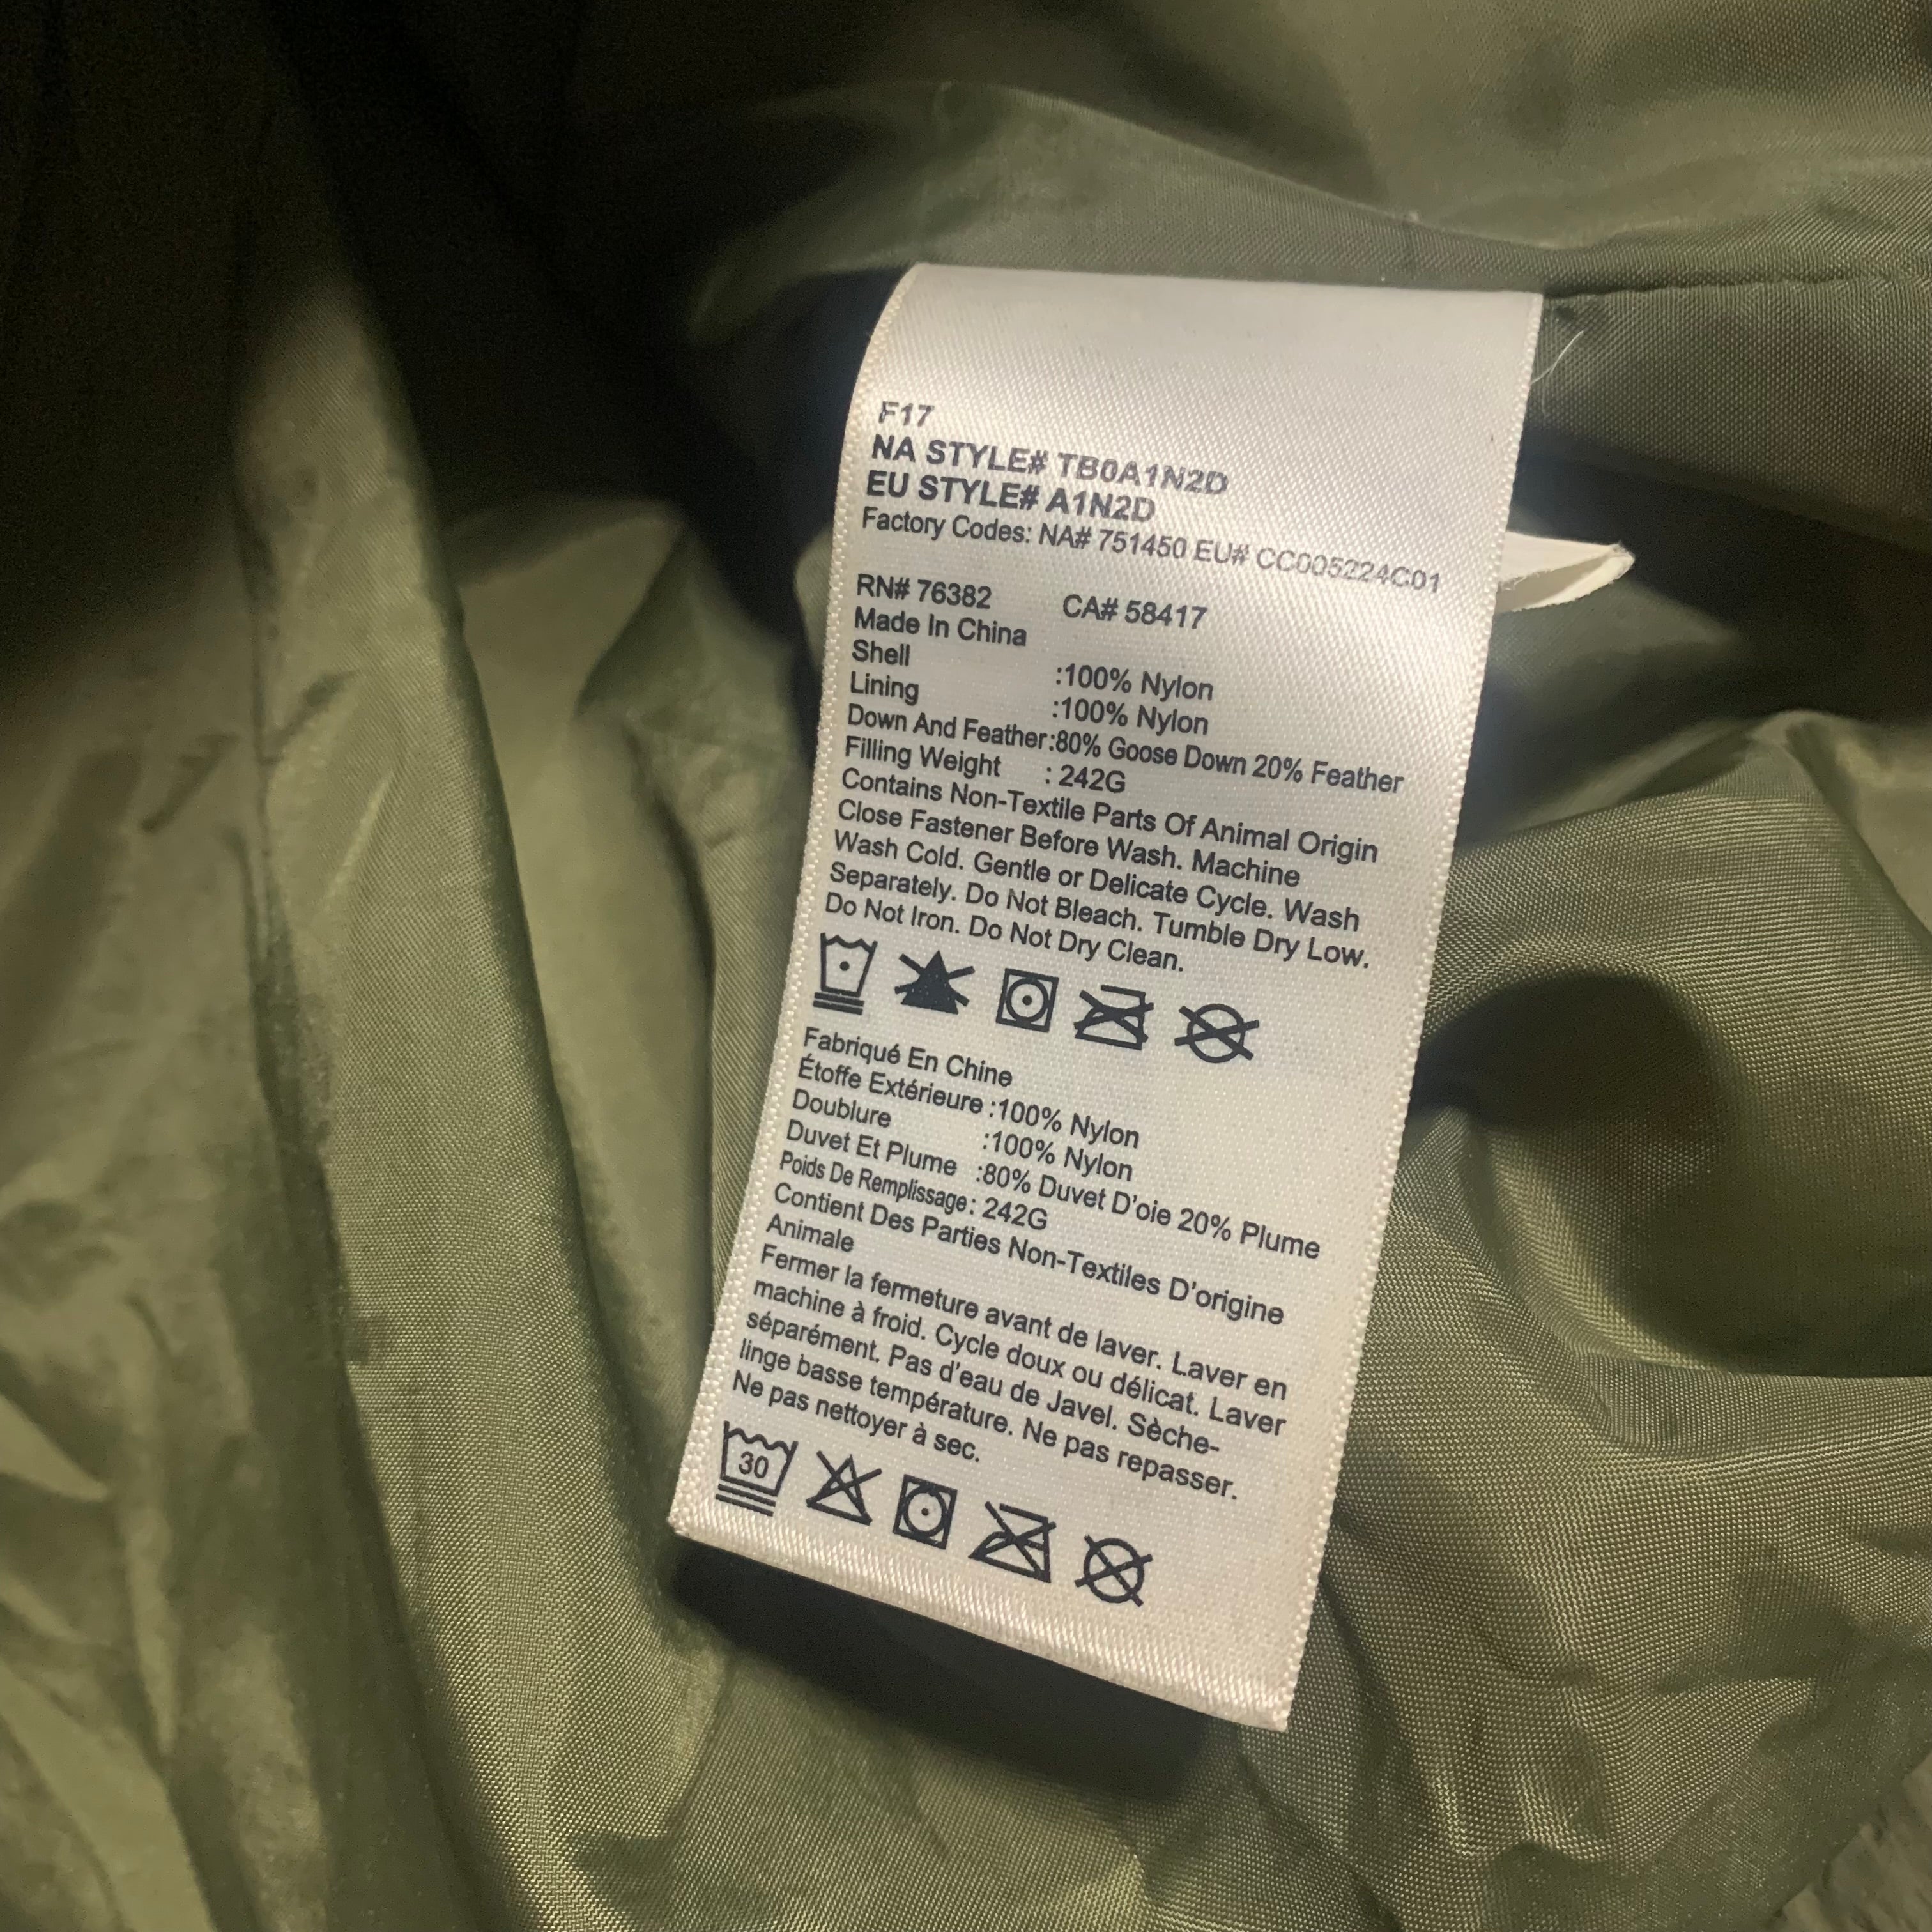 F17
NA STYLE# TB0A1N2D
EU STYLE# A1N2D
Factory Codes: NA# 751450 EU# CC005224C01
RN# 76382 CA# 58417
Made In China
Shell :100% Nylon
Lining :100% Nylon
Down And Feather:80% Goose Down 20% Feather
Filling Weight : 242G
Contains Non-Textile Parts Of Animal Origin
Close Fastener Before Wash. Machine
Wash Cold. Gentle or Delicate Cycle. Wash
Separately. Do Not Bleach. Tumble Dry Low.
Do Not Iron. Do Not Dry Clean.
Fabriqué En Chine
Étoffe Extérieure :100% Nylon
Doublure :100% Nylon
Duvet Et Plume :80% Duvet D'oie 20% Plume
Poids De Remplissage: 242G
Contient Des Parties Non-Textiles D'origine
Animale
Fermer la fermeture avant de laver. Laver en
machine à froid. Cycle doux ou délicat. Laver
séparément. Pas d'eau de Javel. Sèche-
linge basse température. Ne pas repasser.
Ne pas nettoyer à sec.
30